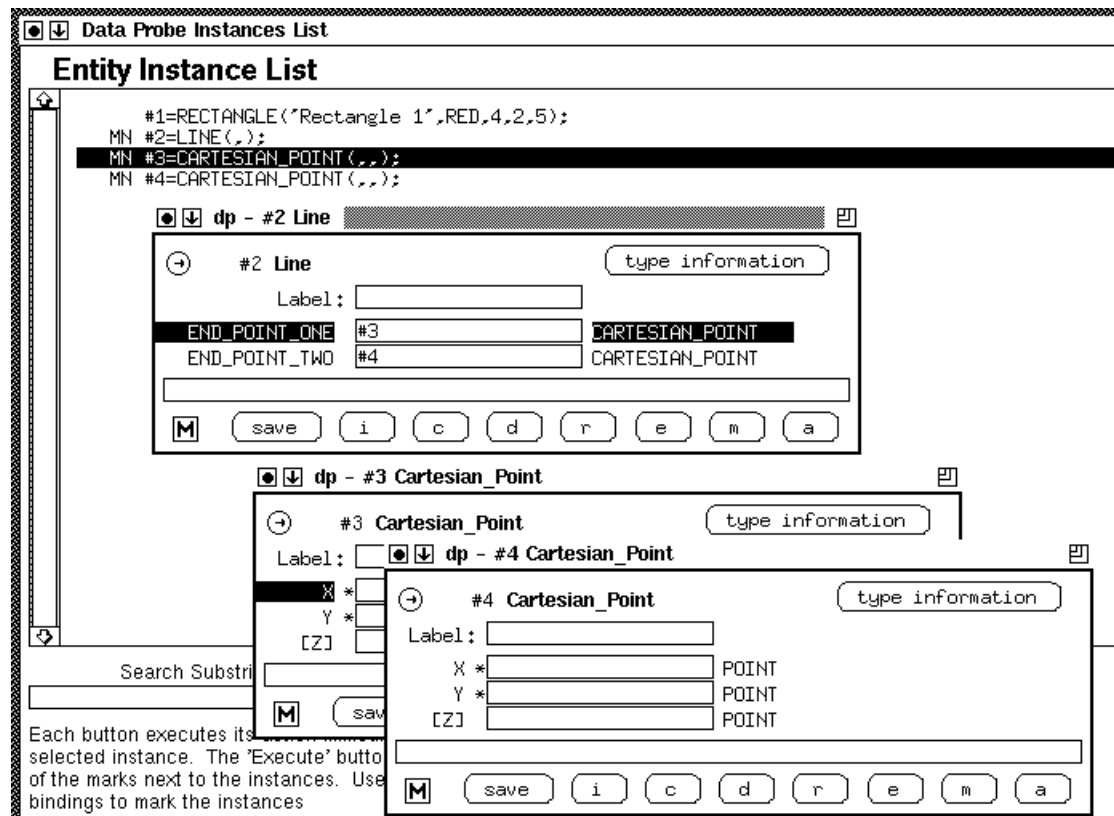 Data Probe Instances List
Entity Instance List
#1=RECTANGLE('Rectangle 1',RED,4,2,5);
MN #2=LINE(,);
MN #3=CARTESIAN_POINT(,,);
MN #4=CARTESIAN_POINT(,,);
dp - #2 Line
#2 Line
type information
Label:
END_POINT_ONE #3 CARTESIAN_POINT
END_POINT_TWO #4 CARTESIAN_POINT
M save i c d r e m a
dp - #3 Cartesian_Point
#3 Cartesian_Point
type information
Label:
X *
Y *
[Z]
M sav
dp - #4 Cartesian_Point
#4 Cartesian_Point
type information
Label:
X * POINT
Y * POINT
[Z] POINT
M save i c d r e m a
Search Substri
Each button executes its
selected instance. The 'Execute' butto
of the marks next to the instances. Use
bindings to mark the instances